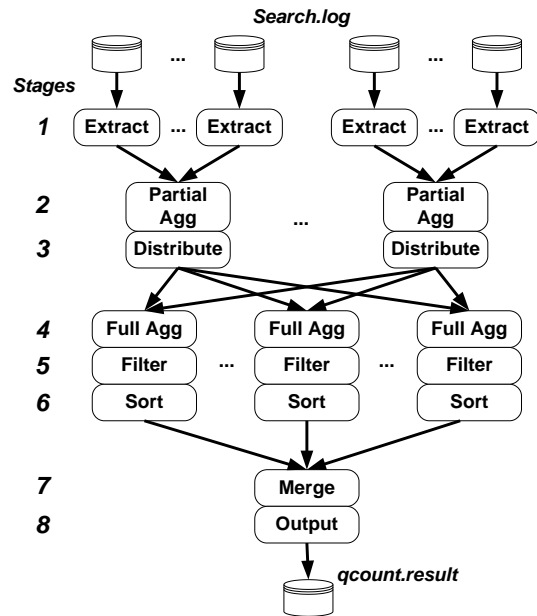 Search.log
... ...
Stages
1 Extract ... Extract Extract ... Extract
2 Partial Agg Partial Agg
...
3 Distribute Distribute
4 Full Agg Full Agg Full Agg
5 Filter ... Filter ... Filter
6 Sort Sort Sort
7 Merge
8 Output
qcount.result